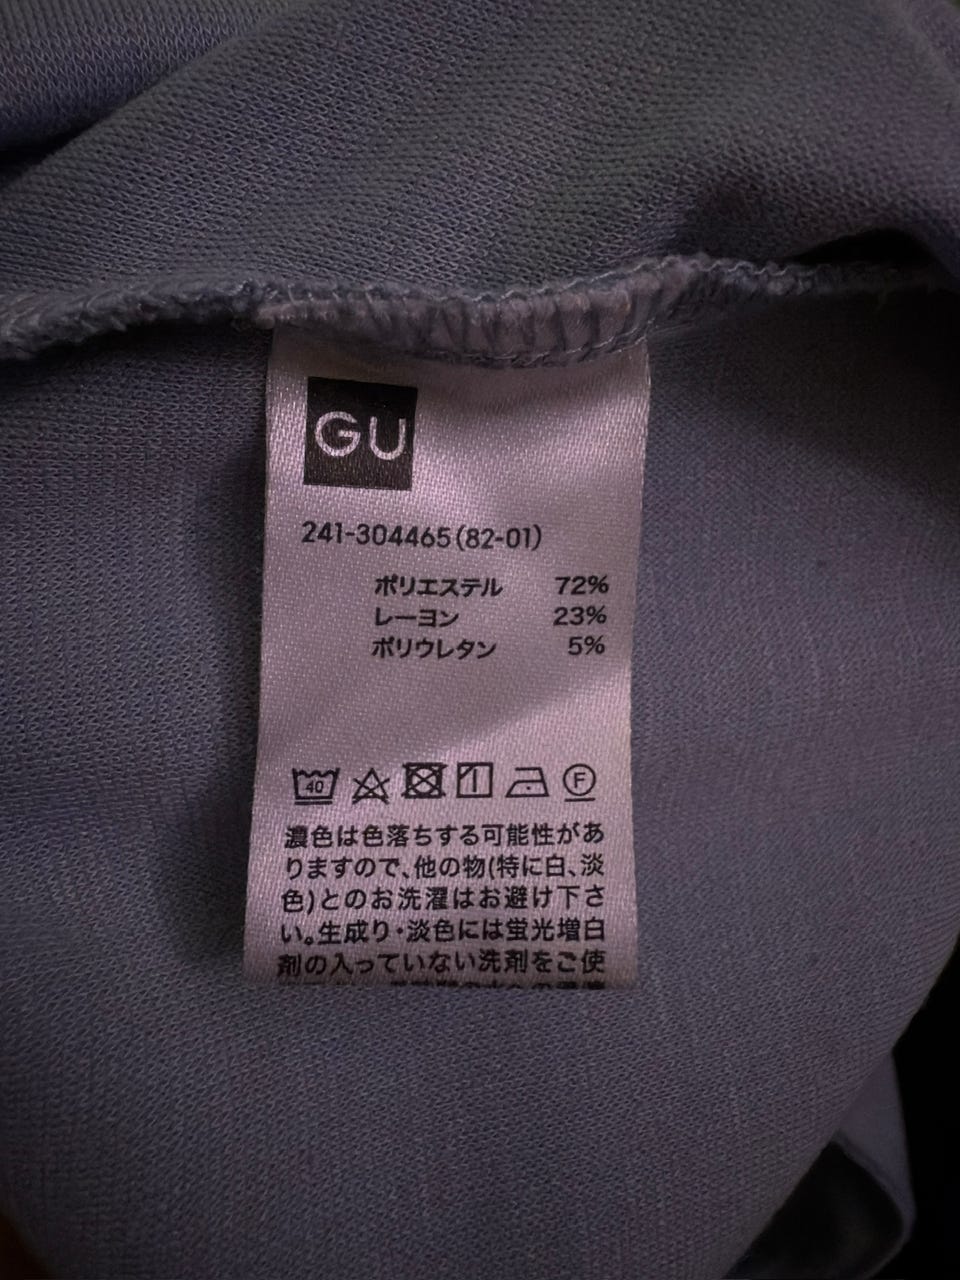 GU
241-304465(82-01)
ポリエステル 72%
レーヨン 23%
ポリウレタン 5%
40
F
濃色は色落ちする可能性があ
りますので、他の物(特に白、淡
色)とのお洗濯はお避け下さ
い。生成り・淡色には蛍光増白
剤の入っていない洗剤をご使